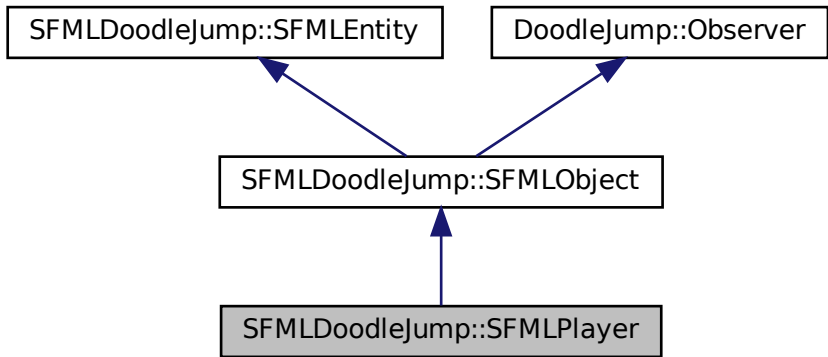 SFMLDoodleJump::SFMLEntity
DoodleJump::Observer
SFMLDoodleJump::SFMLObject
SFMLDoodleJump::SFMLPlayer